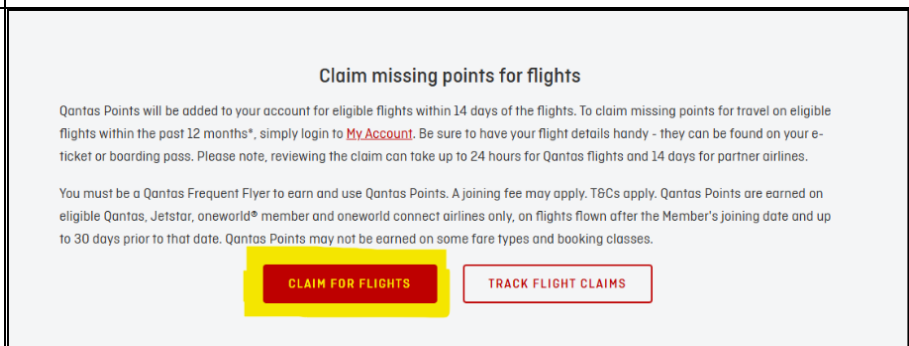 Claim missing points for flights
Qantas Points will be added to your account for eligible flights within 14 days of the flights. To claim missing points for travel on eligible
flights within the past 12 months*, simply login to My Account. Be sure to have your flight details handy - they can be found on your e-
ticket or boarding pass. Please note, reviewing the claim can take up to 24 hours for Qantas flights and 14 days for partner airlines.
You must be a Qantas Frequent Flyer to earn and use Qantas Points. A joining fee may apply. T&Cs apply. Qantas Points are earned on
eligible Qantas, Jetstar, oneworld® member and oneworld connect airlines only, on flights flown after the Member's joining date and up
to 30 days prior to that date. Qantas Points may not be earned on some fare types and booking classes.
CLAIM FOR FLIGHTS TRACK FLIGHT CLAIMS